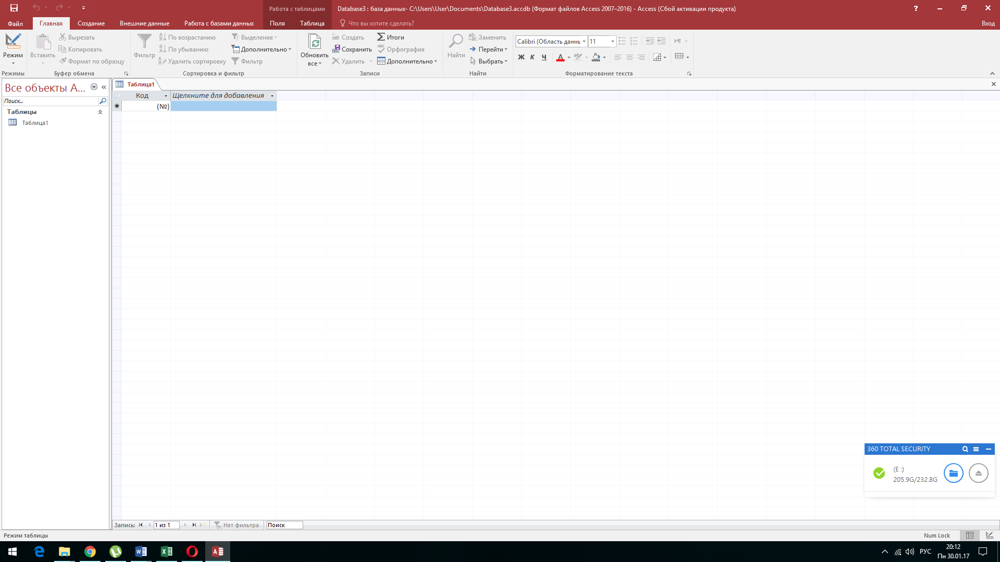 Работа с таблицами
Database3 : база данных- C:\Users\User\Documents\Database3.accdb (Формат файлов Access 2007–2016) - Access (Сбой активации продукта)
?
Файл Главная Создание Внешние данные Работа с базами данных Поля Таблица Что вы хотите сделать? Вход
Режим
Режимы
Вставить
Вырезать
Копировать
Формат по образцу
Буфер обмена
Фильтр
По возрастанию
По убыванию
Удалить сортировку
Выделение
Дополнительно
Фильтр
Сортировка и фильтр
Обновить
все
Создать
Сохранить
Удалить
Итоги
Орфография
Дополнительно
Записи
Найти
Заменить
Перейти
Выбрать
Найти
Calibri (Область даннь 11
Ж К Ч
Форматирование текста
Все объекты A...
Поиск...
Таблицы
Таблица1
Таблица1
Код Щелкните для добавления
(№)
360 TOTAL SECURITY
(E :)
205.9G/232.8G
Запись: 1 из 1 Нет фильтра Поиск
Режим таблицы Num Lock
РУС
20:12
Пн 30.01.17